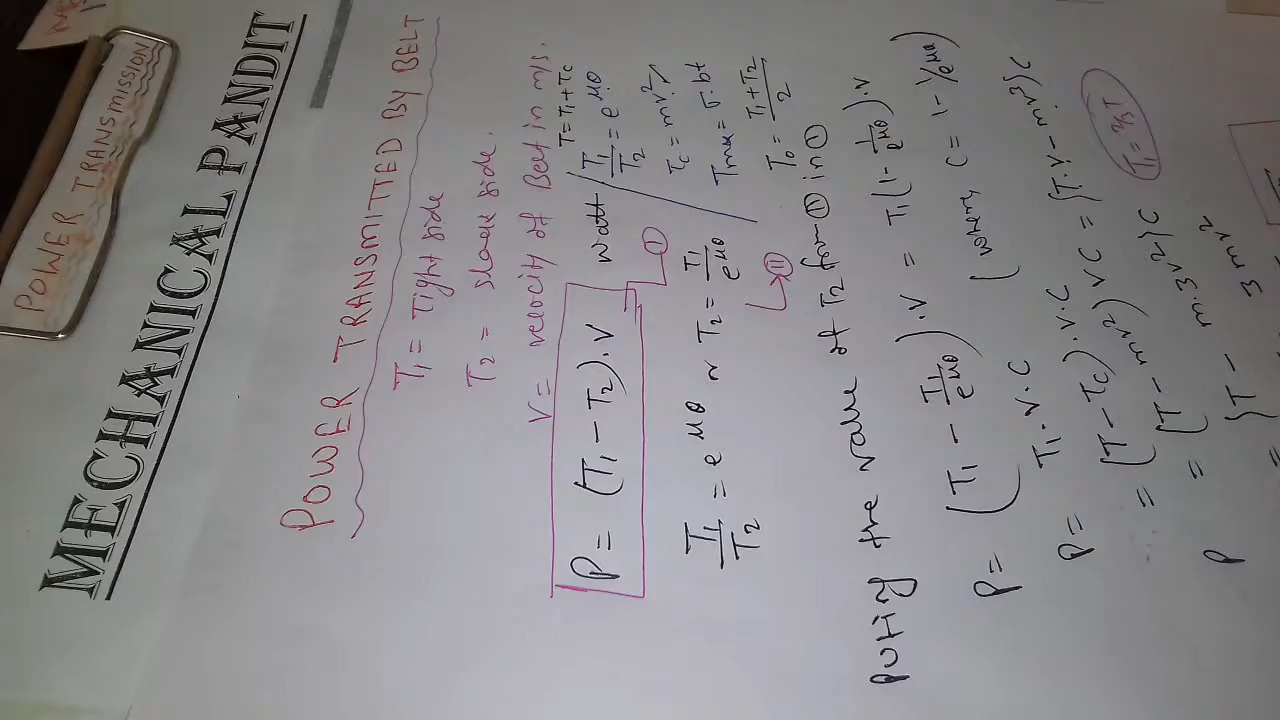 POWER TRANSMISSION
MECHANICAL PANDIT
POWER TRANSMITTED BY BELT
T₁ = Tight side
T₂ = slack side.
V = velocity of Belt in m/s.
P = (T₁ - T₂).V watt
①
T = T₁ + Tc
T₁/T₂ = e^μθ
Tc = mv²
Tmax = σ.bt
T₀ = (T₁ + T₂)/2
T₁/T₂ = e^μθ ~ T₂ = T₁/e^μθ
↳ ⑪
putting the value of T₂ from ⑪ in ①
P = (T₁ - T₁/e^μθ).V = T₁(1 - 1/e^μθ).V
P = T₁.V.C (where, C = 1 - 1/e^μθ)
= (T - Tc).V.C
= (T - mv²) VC = {T.V - mv³}C
P = (T - m.3v²)C
= {T - 3mv²
T₁ = 2/3T